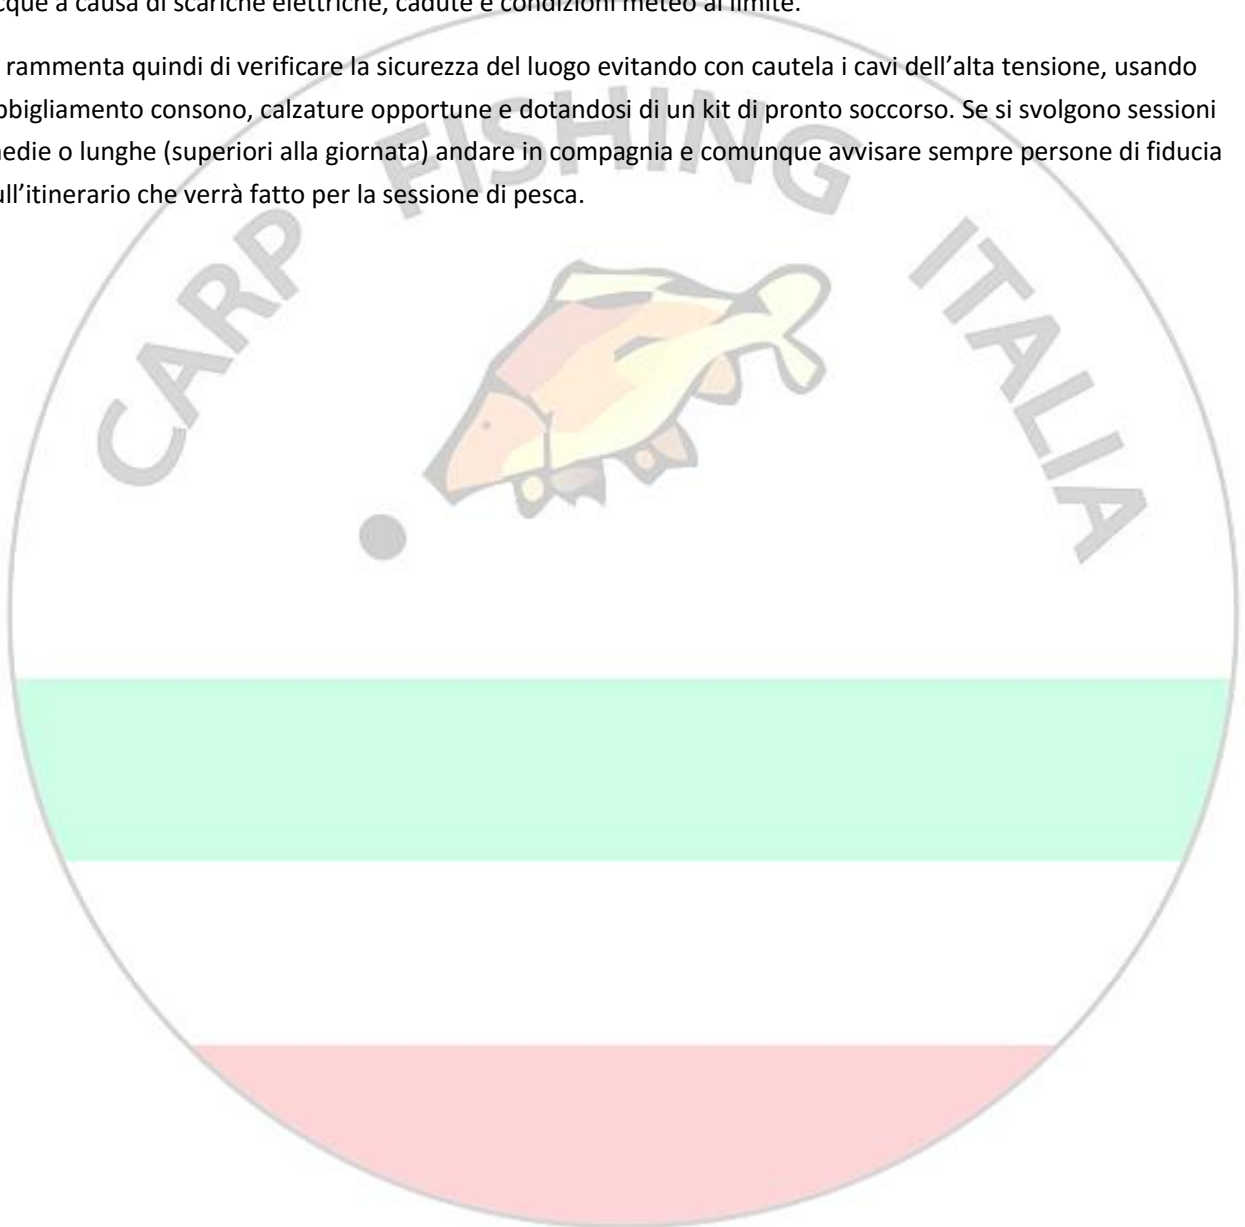 cque a causa di scariche elettriche, cadute e condizioni meteo al limite.
rammenta quindi di verificare la sicurezza del luogo evitando con cautela i cavi dell'alta tensione, usando
bbigliamento consono, calzature opportune e dotandosi di un kit di pronto soccorso. Se si svolgono sessioni
edie o lunghe (superiori alla giornata) andare in compagnia e comunque avvisare sempre persone di fiducia
ull'itinerario che verrà fatto per la sessione di pesca.
CARP FISHING ITALIA